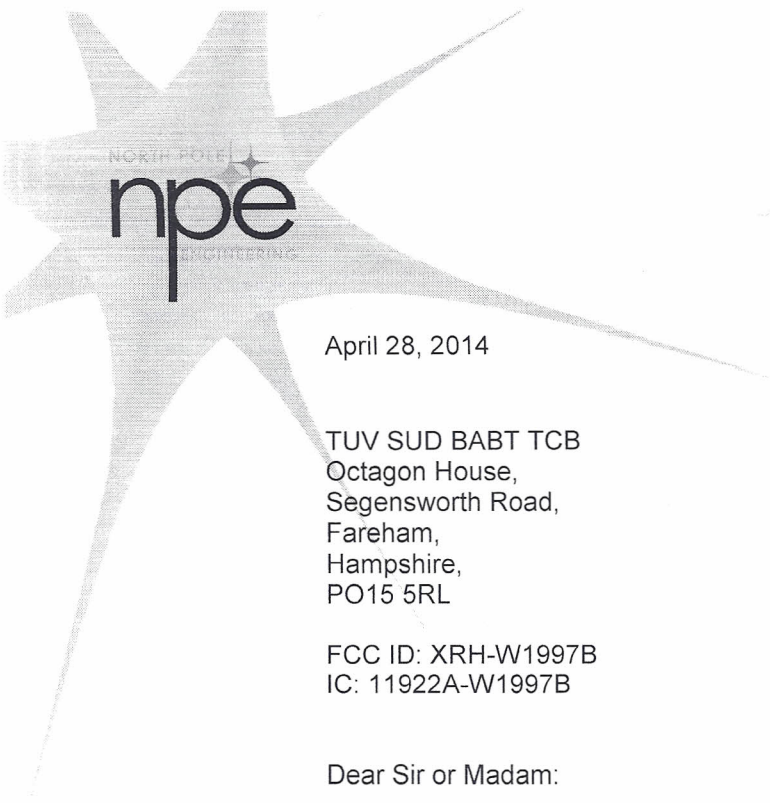 NORTH POLE
npe
ENGINEERING
April 28, 2014
TUV SUD BABT TCB
Octagon House,
Segensworth Road,
Fareham,
Hampshire,
PO15 5RL
FCC ID: XRH-W1997B
IC: 11922A-W1997B
Dear Sir or Madam: